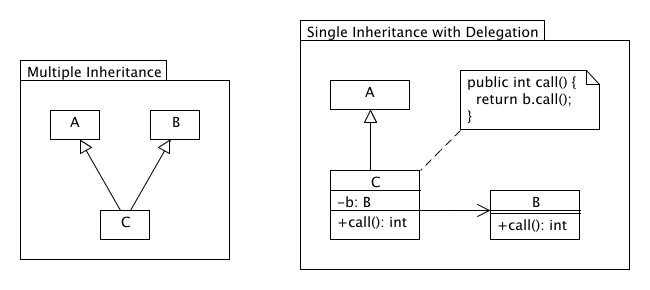 Multiple Inheritance
A
B
C
Single Inheritance with Delegation
A
public int call() {
return b.call();
}
C
-b: B
+call(): int
B
+call(): int